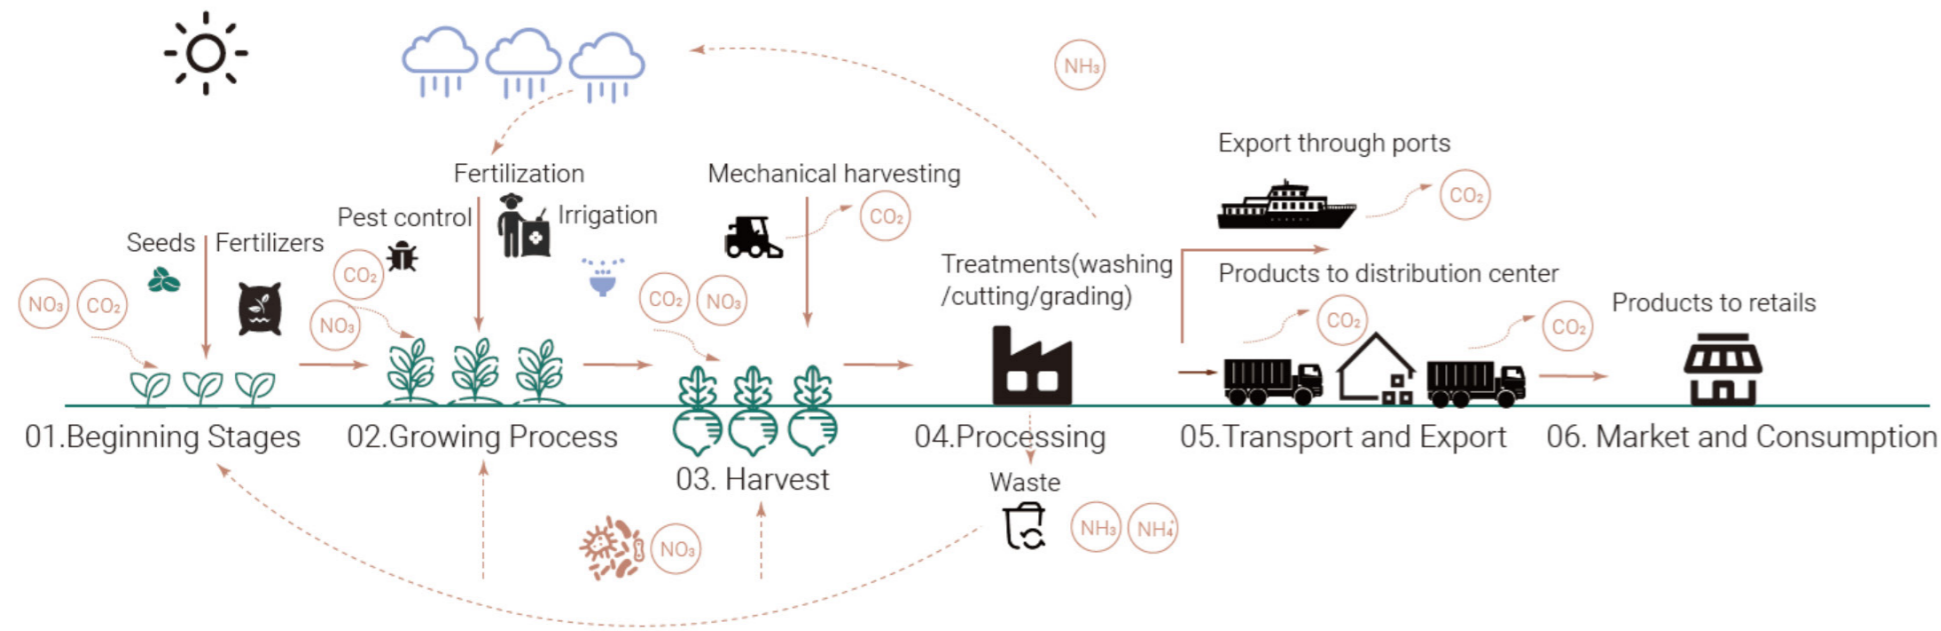 NH₃
Export through ports
CO₂
Fertilization
Mechanical harvesting
Pest control
Irrigation
CO₂
Seeds
Fertilizers
CO₂
NO₃
NO₃
CO₂
CO₂
NO₃
Treatments(washing
/cutting/grading)
Products to distribution center
CO₂
CO₂
Products to retails
01.Beginning Stages
02.Growing Process
03. Harvest
04.Processing
05.Transport and Export
06. Market and Consumption
Waste
NO₃
NH₃
NH₄⁺